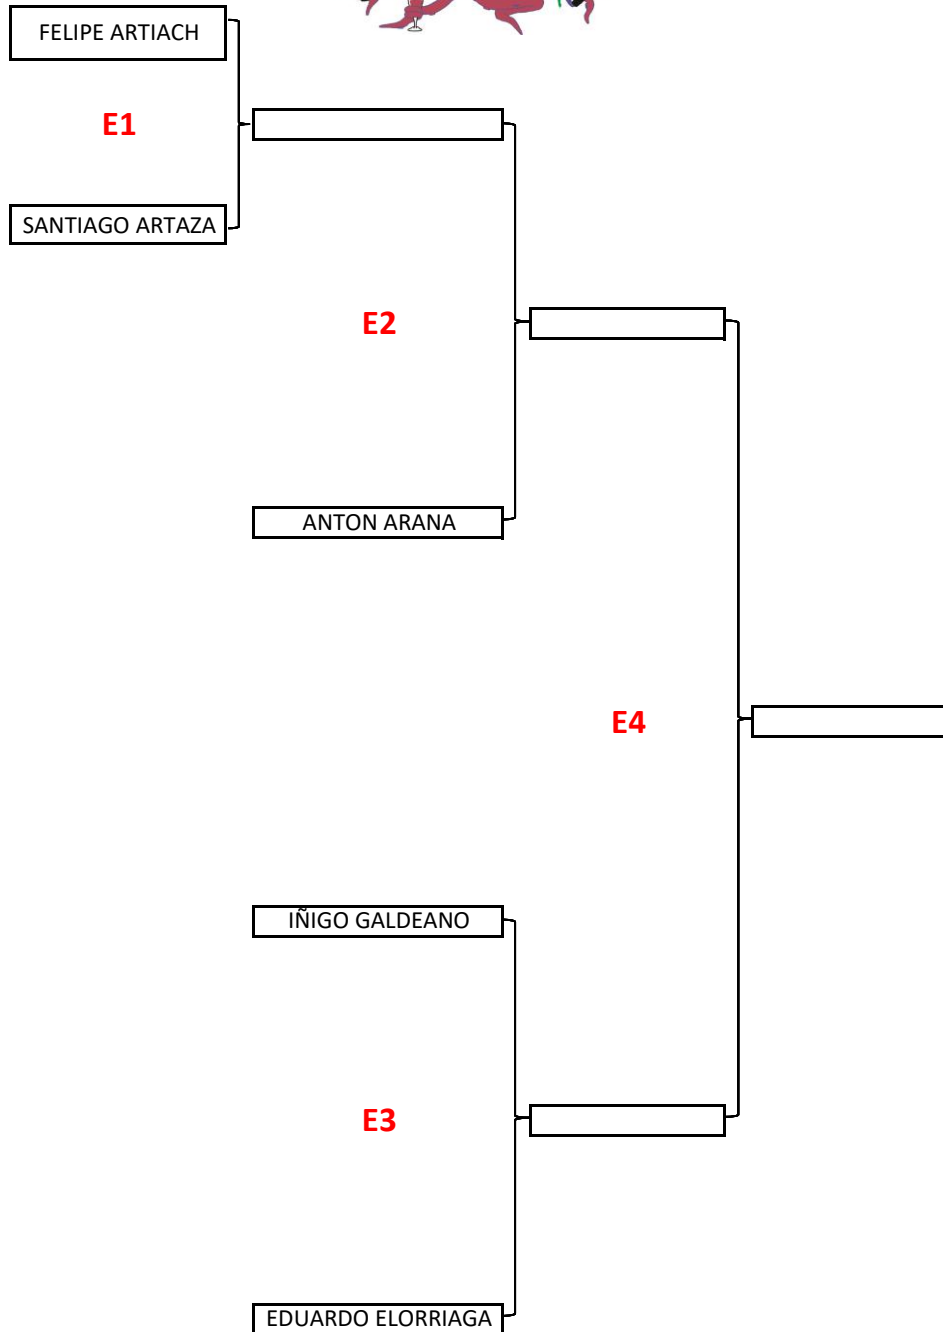 FELIPE ARTIACH
E1
SANTIAGO ARTAZA
E2
ANTON ARANA
E4
IÑIGO GALDEANO
E3
EDUARDO ELORRIAGA